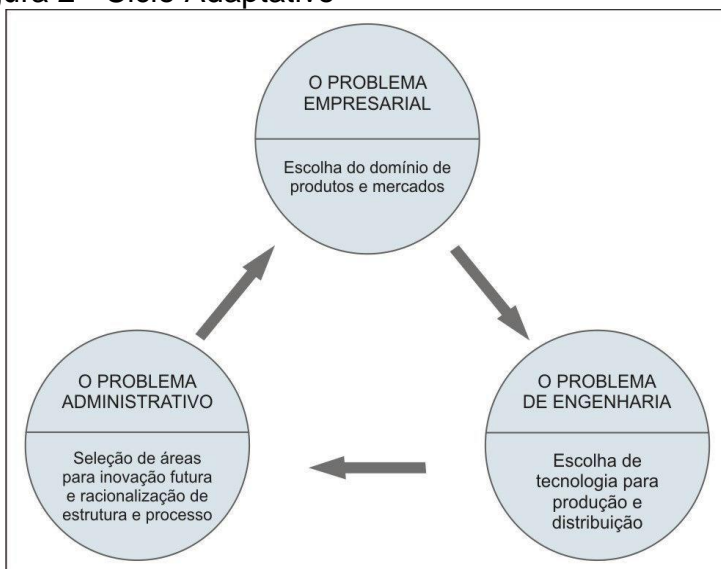 O PROBLEMA
EMPRESARIAL
Escolha do domínio de
produtos e mercados
O PROBLEMA
ADMINISTRATIVO
Seleção de áreas
para inovação futura
e racionalização de
estrutura e processo
O PROBLEMA
DE ENGENHARIA
Escolha de
tecnologia para
produção e
distribuição